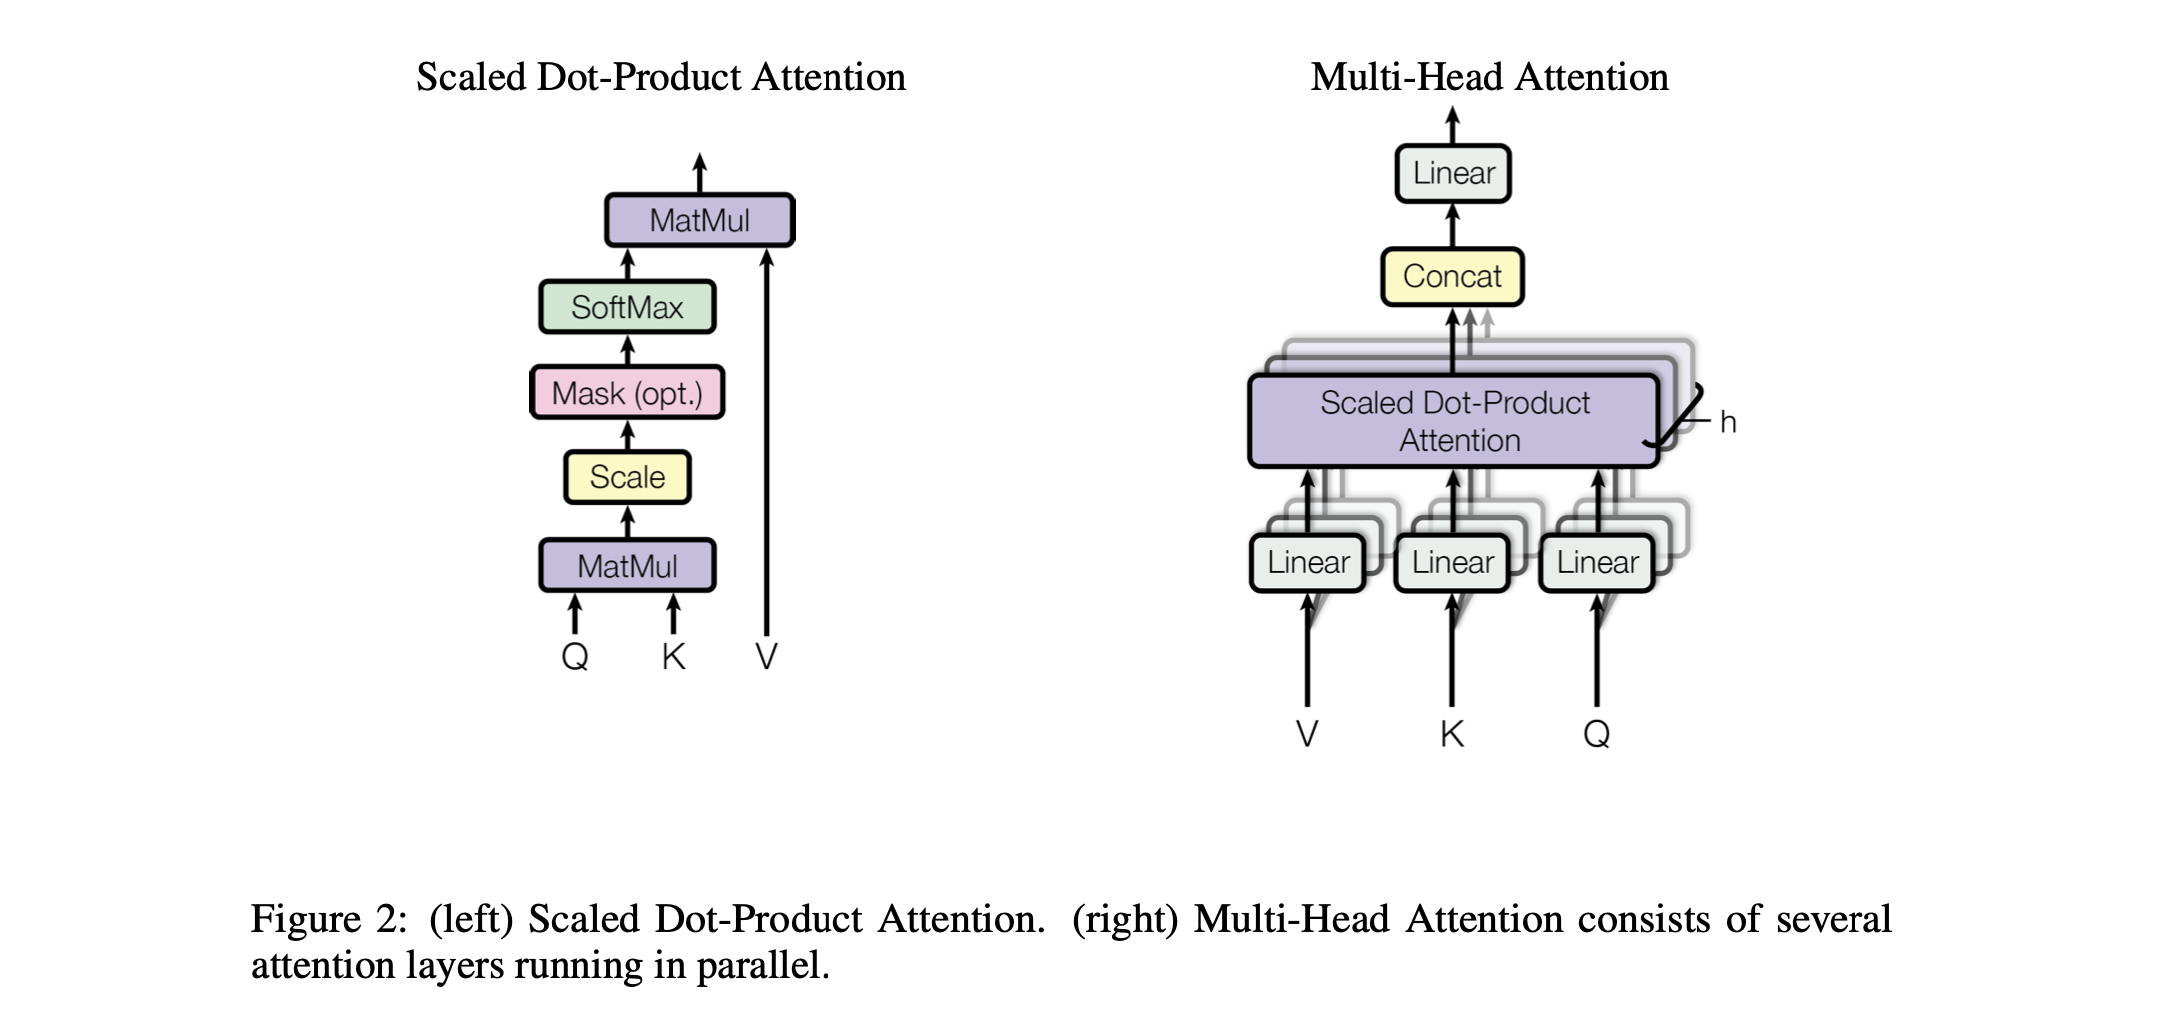 Scaled Dot-Product Attention
MatMul
SoftMax
Mask (opt.)
Scale
MatMul
Q K V
Multi-Head Attention
Linear
Concat
Scaled Dot-Product
Attention
h
Linear Linear Linear
V K Q
Figure 2: (left) Scaled Dot-Product Attention. (right) Multi-Head Attention consists of several
attention layers running in parallel.